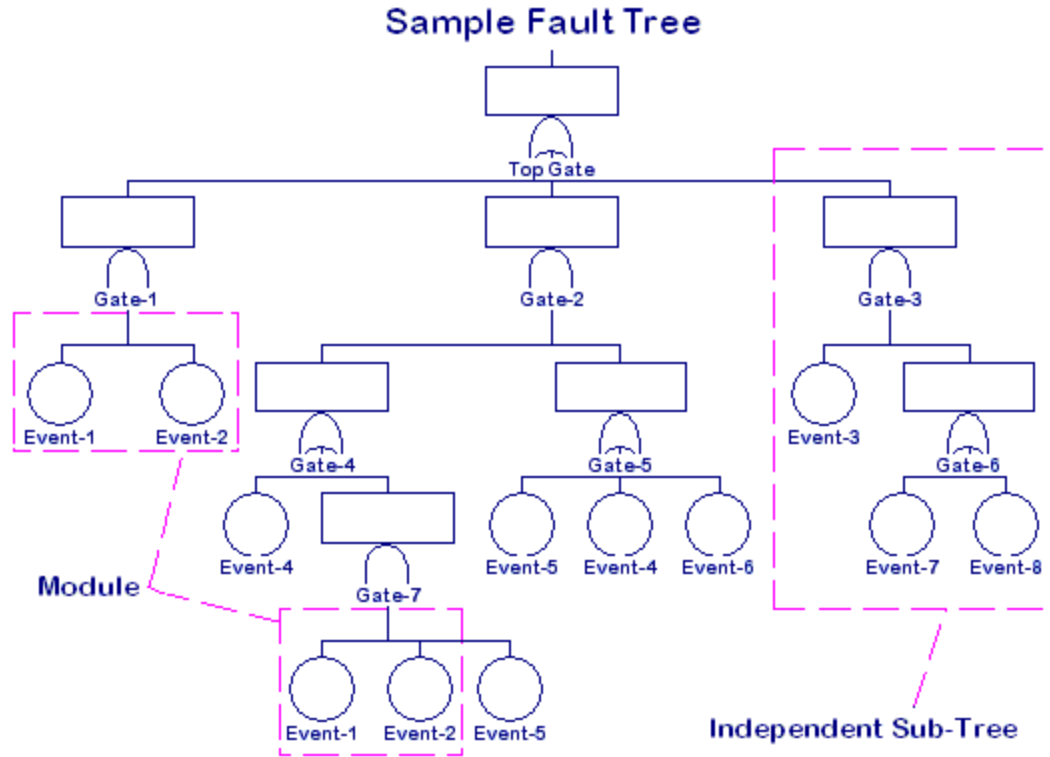 Sample Fault Tree
Top Gate
Gate-1
Gate-2
Gate-3
Event-1
Event-2
Event-3
Gate-4
Gate-5
Gate-6
Event-4
Event-5
Event-4
Event-6
Event-7
Event-8
Module
Gate-7
Event-1
Event-2
Event-5
Independent Sub-Tree